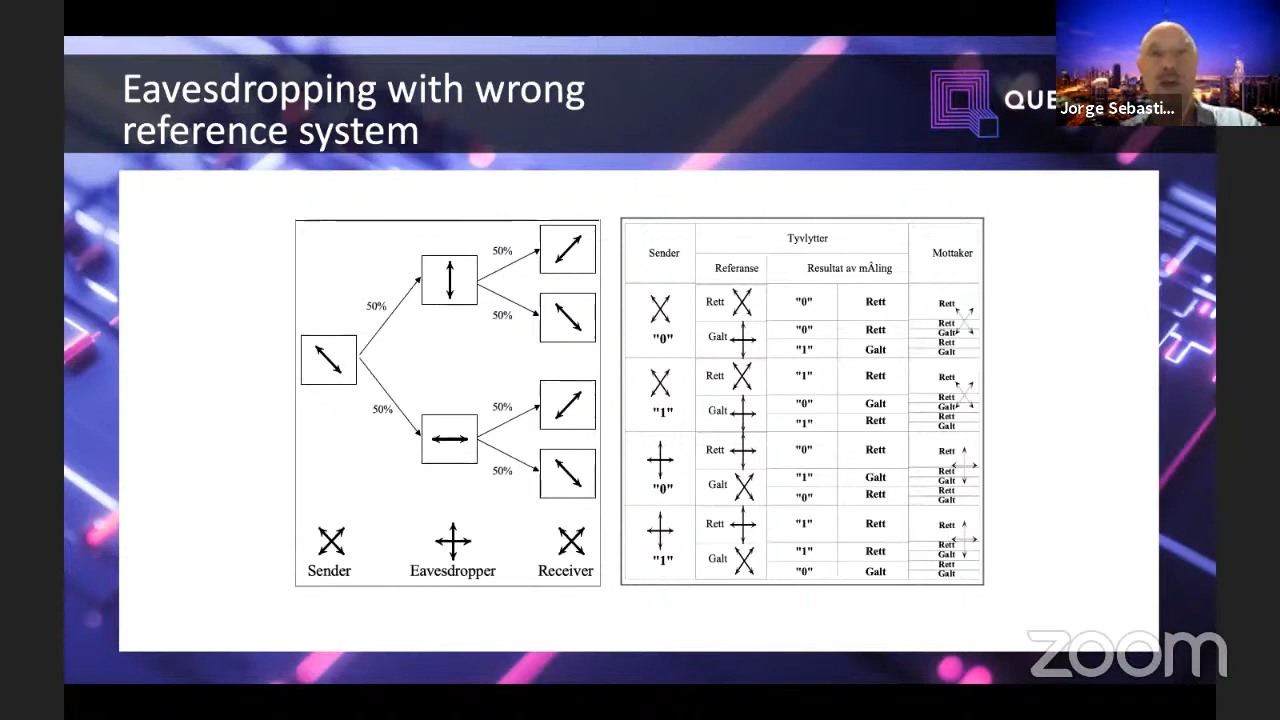 Eavesdropping with wrong
reference system
QUE
Jorge Sebasti...
50%
50%
50%
50%
50%
50%
Sender
Eavesdropper
Receiver
Sender
Tyvlytter
Mottaker
Referanse
Resultat av mÅling
Rett
"0"
Rett
Rett
"0"
Galt
"0"
Rett
Rett
Galt
"1"
Galt
Rett
Galt
Rett
"1"
Rett
Rett
"1"
Galt
"0"
Galt
Rett
Galt
"1"
Rett
Rett
Galt
Rett
"0"
Rett
Rett
"0"
Galt
"1"
Galt
Rett
Galt
"0"
Rett
Rett
Galt
Rett
"1"
Rett
Rett
"1"
Galt
"1"
Rett
Rett
Galt
"0"
Galt
Rett
Galt
zoom